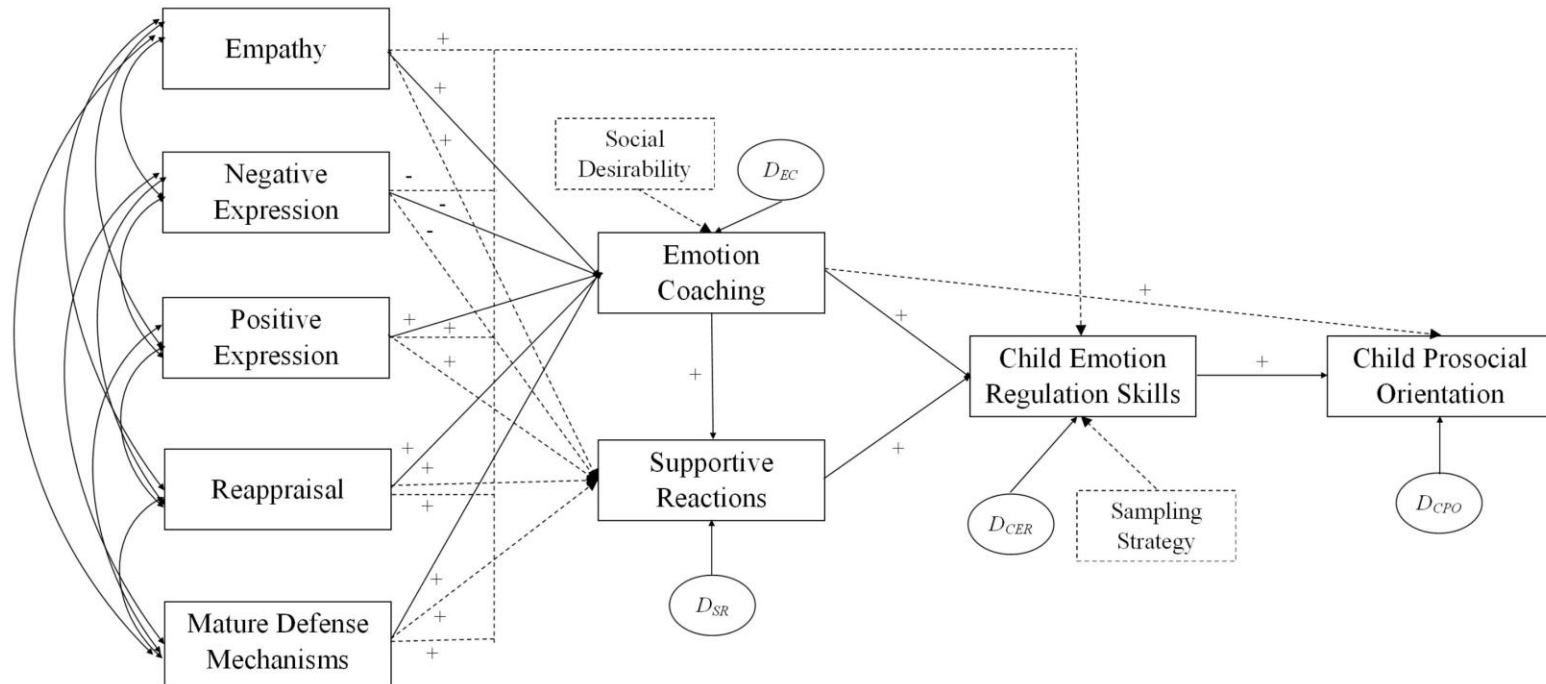 Empathy
Negative
Expression
Positive
Expression
Reappraisal
Mature Defense
Mechanisms
+
+
+
-
-
-
+
+
+
+
+
+
+
+
+
Social
Desirability
D_EC
Emotion
Coaching
+
Supportive
Reactions
D_SR
+
+
+
Child Emotion
Regulation Skills
D_CER
Sampling
Strategy
+
Child Prosocial
Orientation
D_CPO